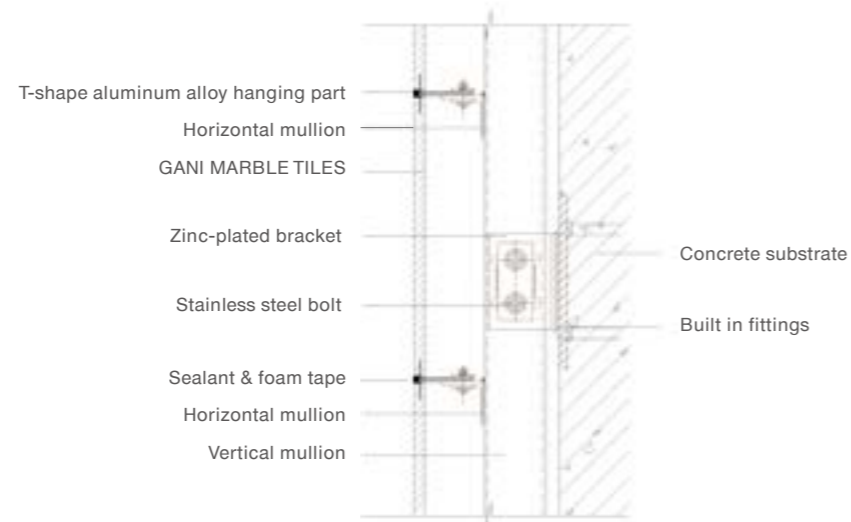 T-shape aluminum alloy hanging part
Horizontal mullion
GANI MARBLE TILES
Zinc-plated bracket
Stainless steel bolt
Sealant & foam tape
Horizontal mullion
Vertical mullion
Concrete substrate
Built in fittings